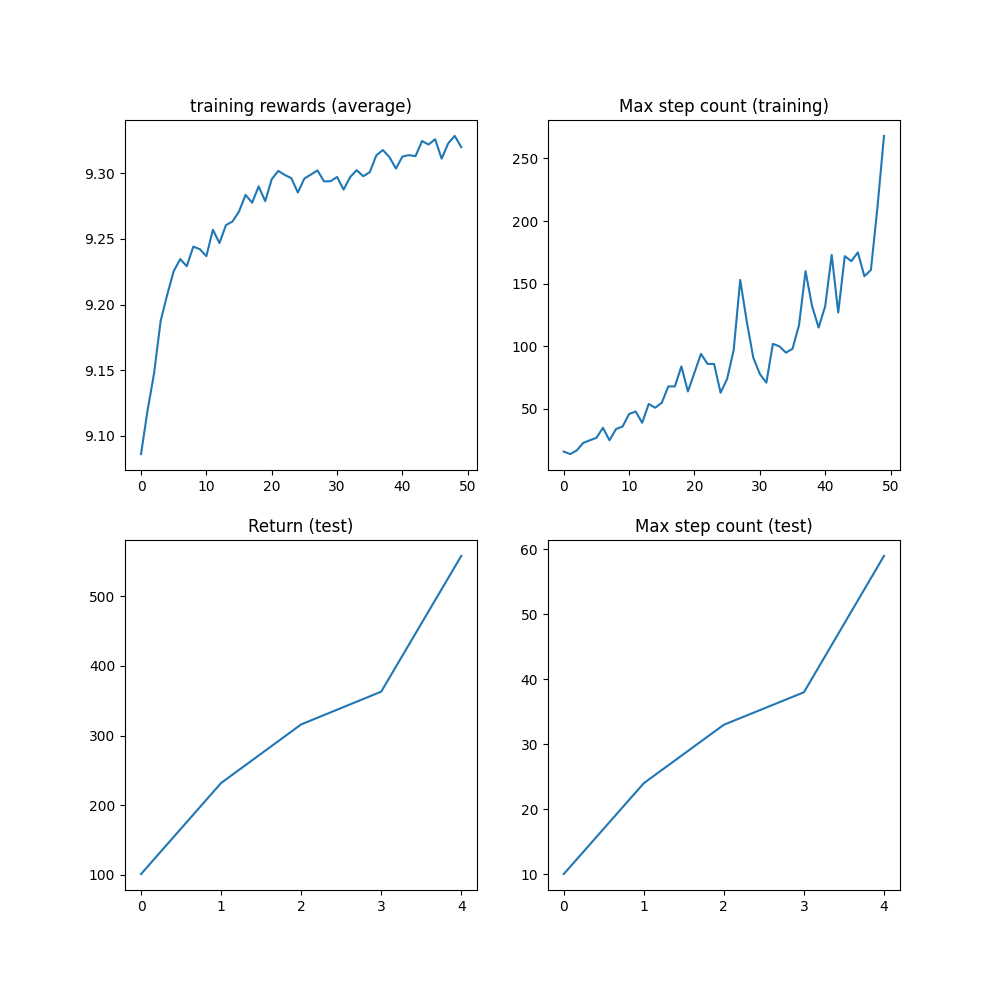 training rewards (average)
9.30
9.25
9.20
9.15
9.10
0 10 20 30 40 50
Max step count (training)
250
200
150
100
50
0 10 20 30 40 50
Return (test)
500
400
300
200
100
0 1 2 3 4
Max step count (test)
60
50
40
30
20
10
0 1 2 3 4